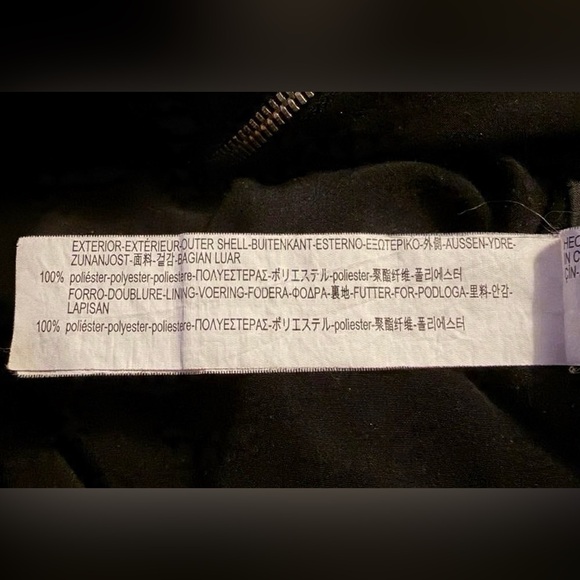 EXTERIOR-EXTÉRIEUR-OUTER SHELL-BUITENKANT-ESTERNO-ΕΞΩΤΕΡΙΚΟ-外側-AUSSEN-YDRE-
ZUNANJOST-面料-겉감-BAGIAN LUAR
100% poliéster-polyester-poliestere-ΠΟΛΥΕΣΤΕΡΑΣ-ポリエステル-poliester-聚酯纤维-폴리에스터
FORRO-DOUBLURE-LINING-VOERING-FODERA-ΦΟΔΡΑ-裏地-FUTTER-FOR-PODLOGA-里料-안감-
LAPISAN
100% poliéster-polyester-poliestere-ΠΟΛΥΕΣΤΕΡΑΣ-ポリエステル-poliester-聚酯纤维-폴리에스터